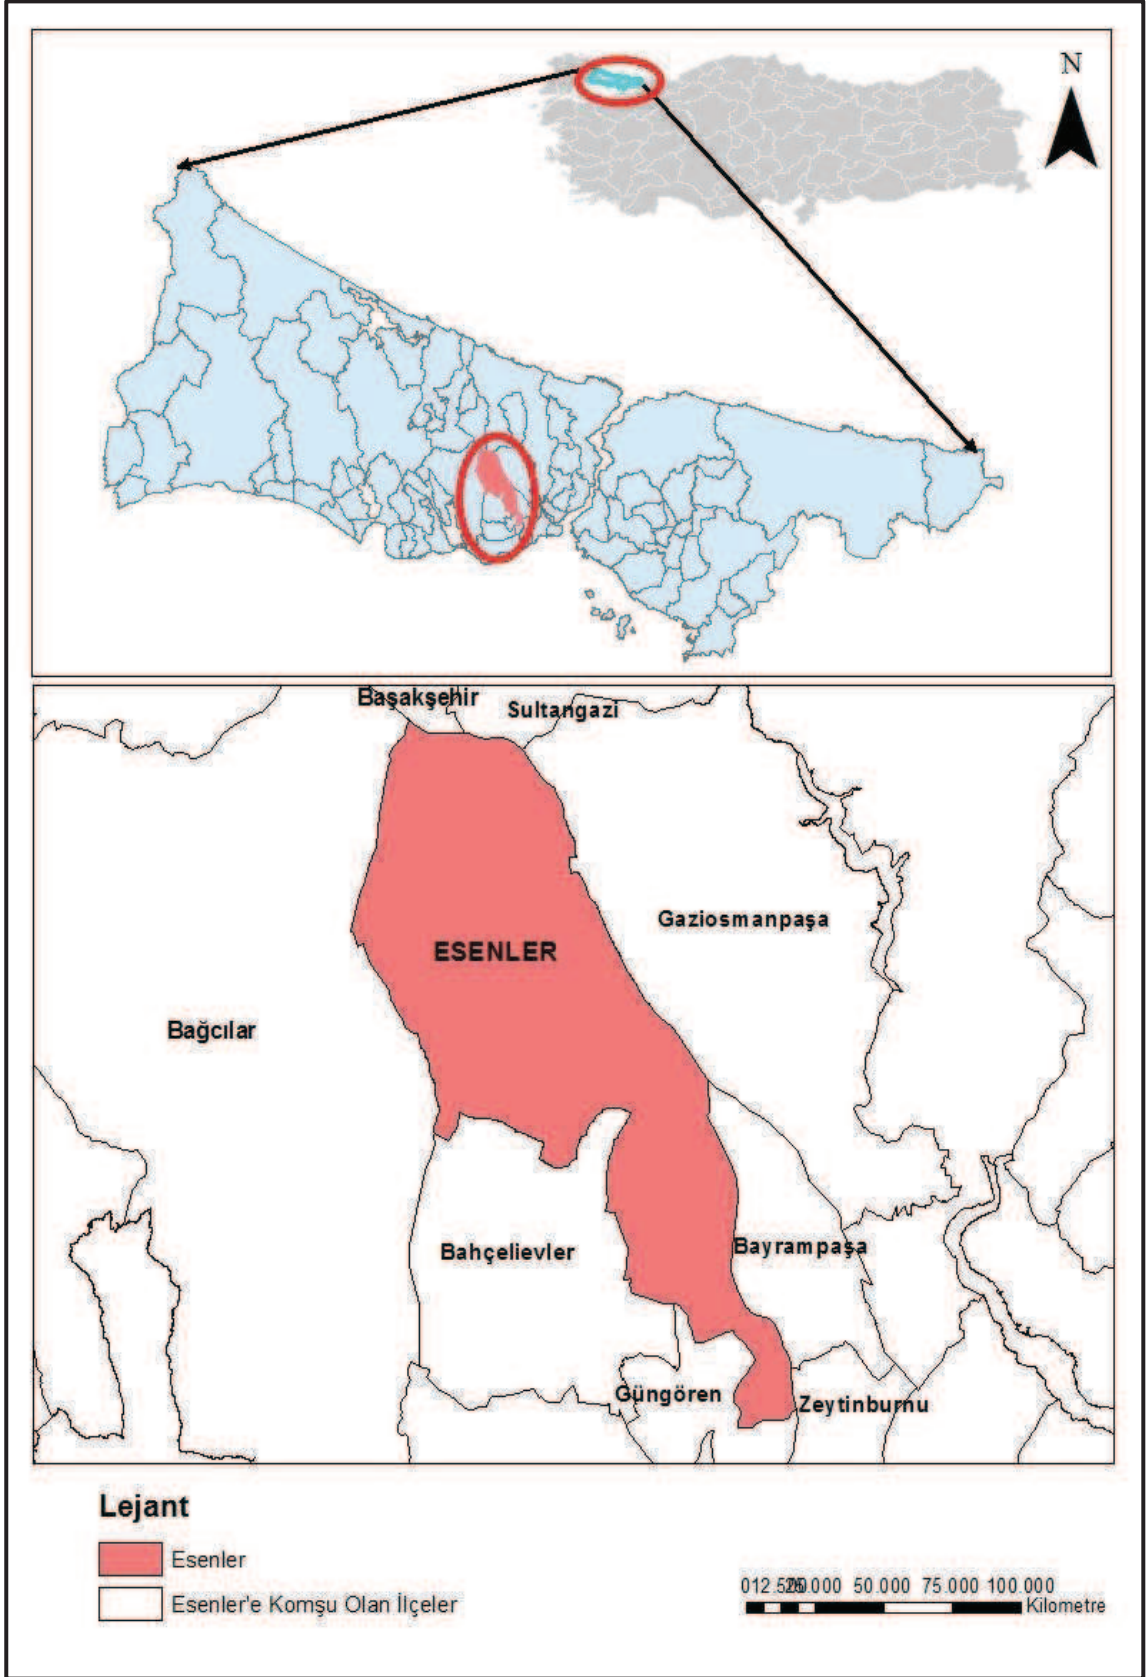 N
Başakşehir
Sultangazi
Gaziosmanpaşa
ESENLER
Bağcılar
Bahçelievler
Bayrampaşa
Güngören
Zeytinburnu
Lejant
Esenler
Esenler'e Komşu Olan İlçeler
50.000 75.000 100.000
Kilometre